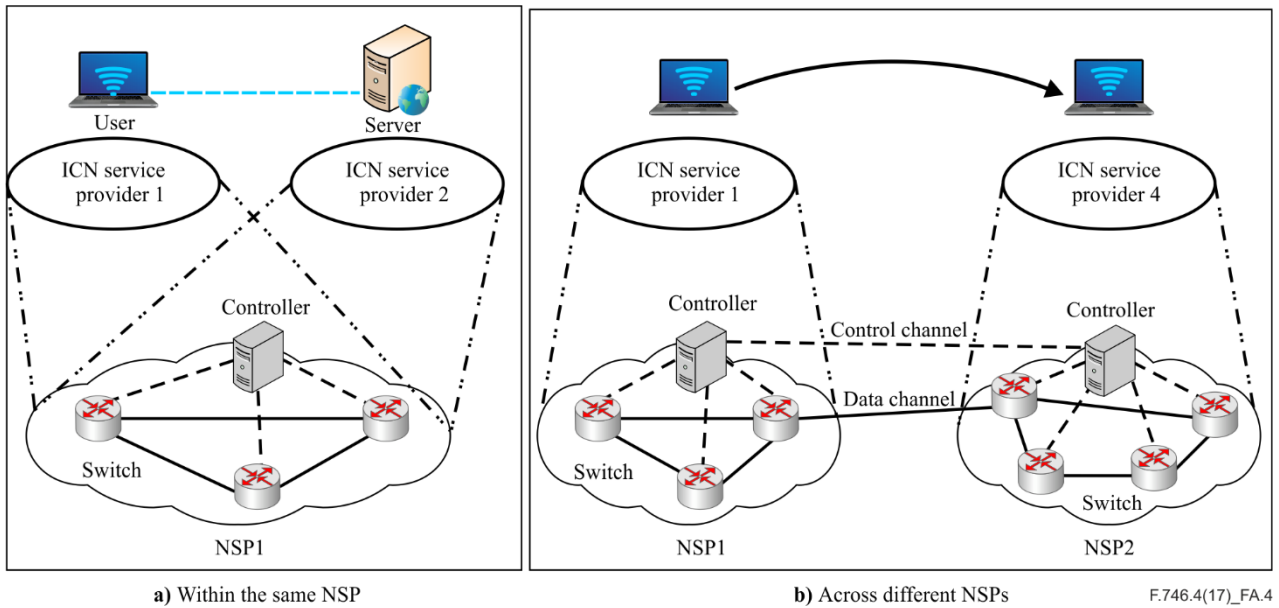 User
Server
ICN service
provider 1
ICN service
provider 2
Controller
Switch
NSP1
a) Within the same NSP
ICN service
provider 1
ICN service
provider 4
Controller
Control channel
Controller
Data channel
Switch
Switch
NSP1
NSP2
b) Across different NSPs
F.746.4(17)_FA.4